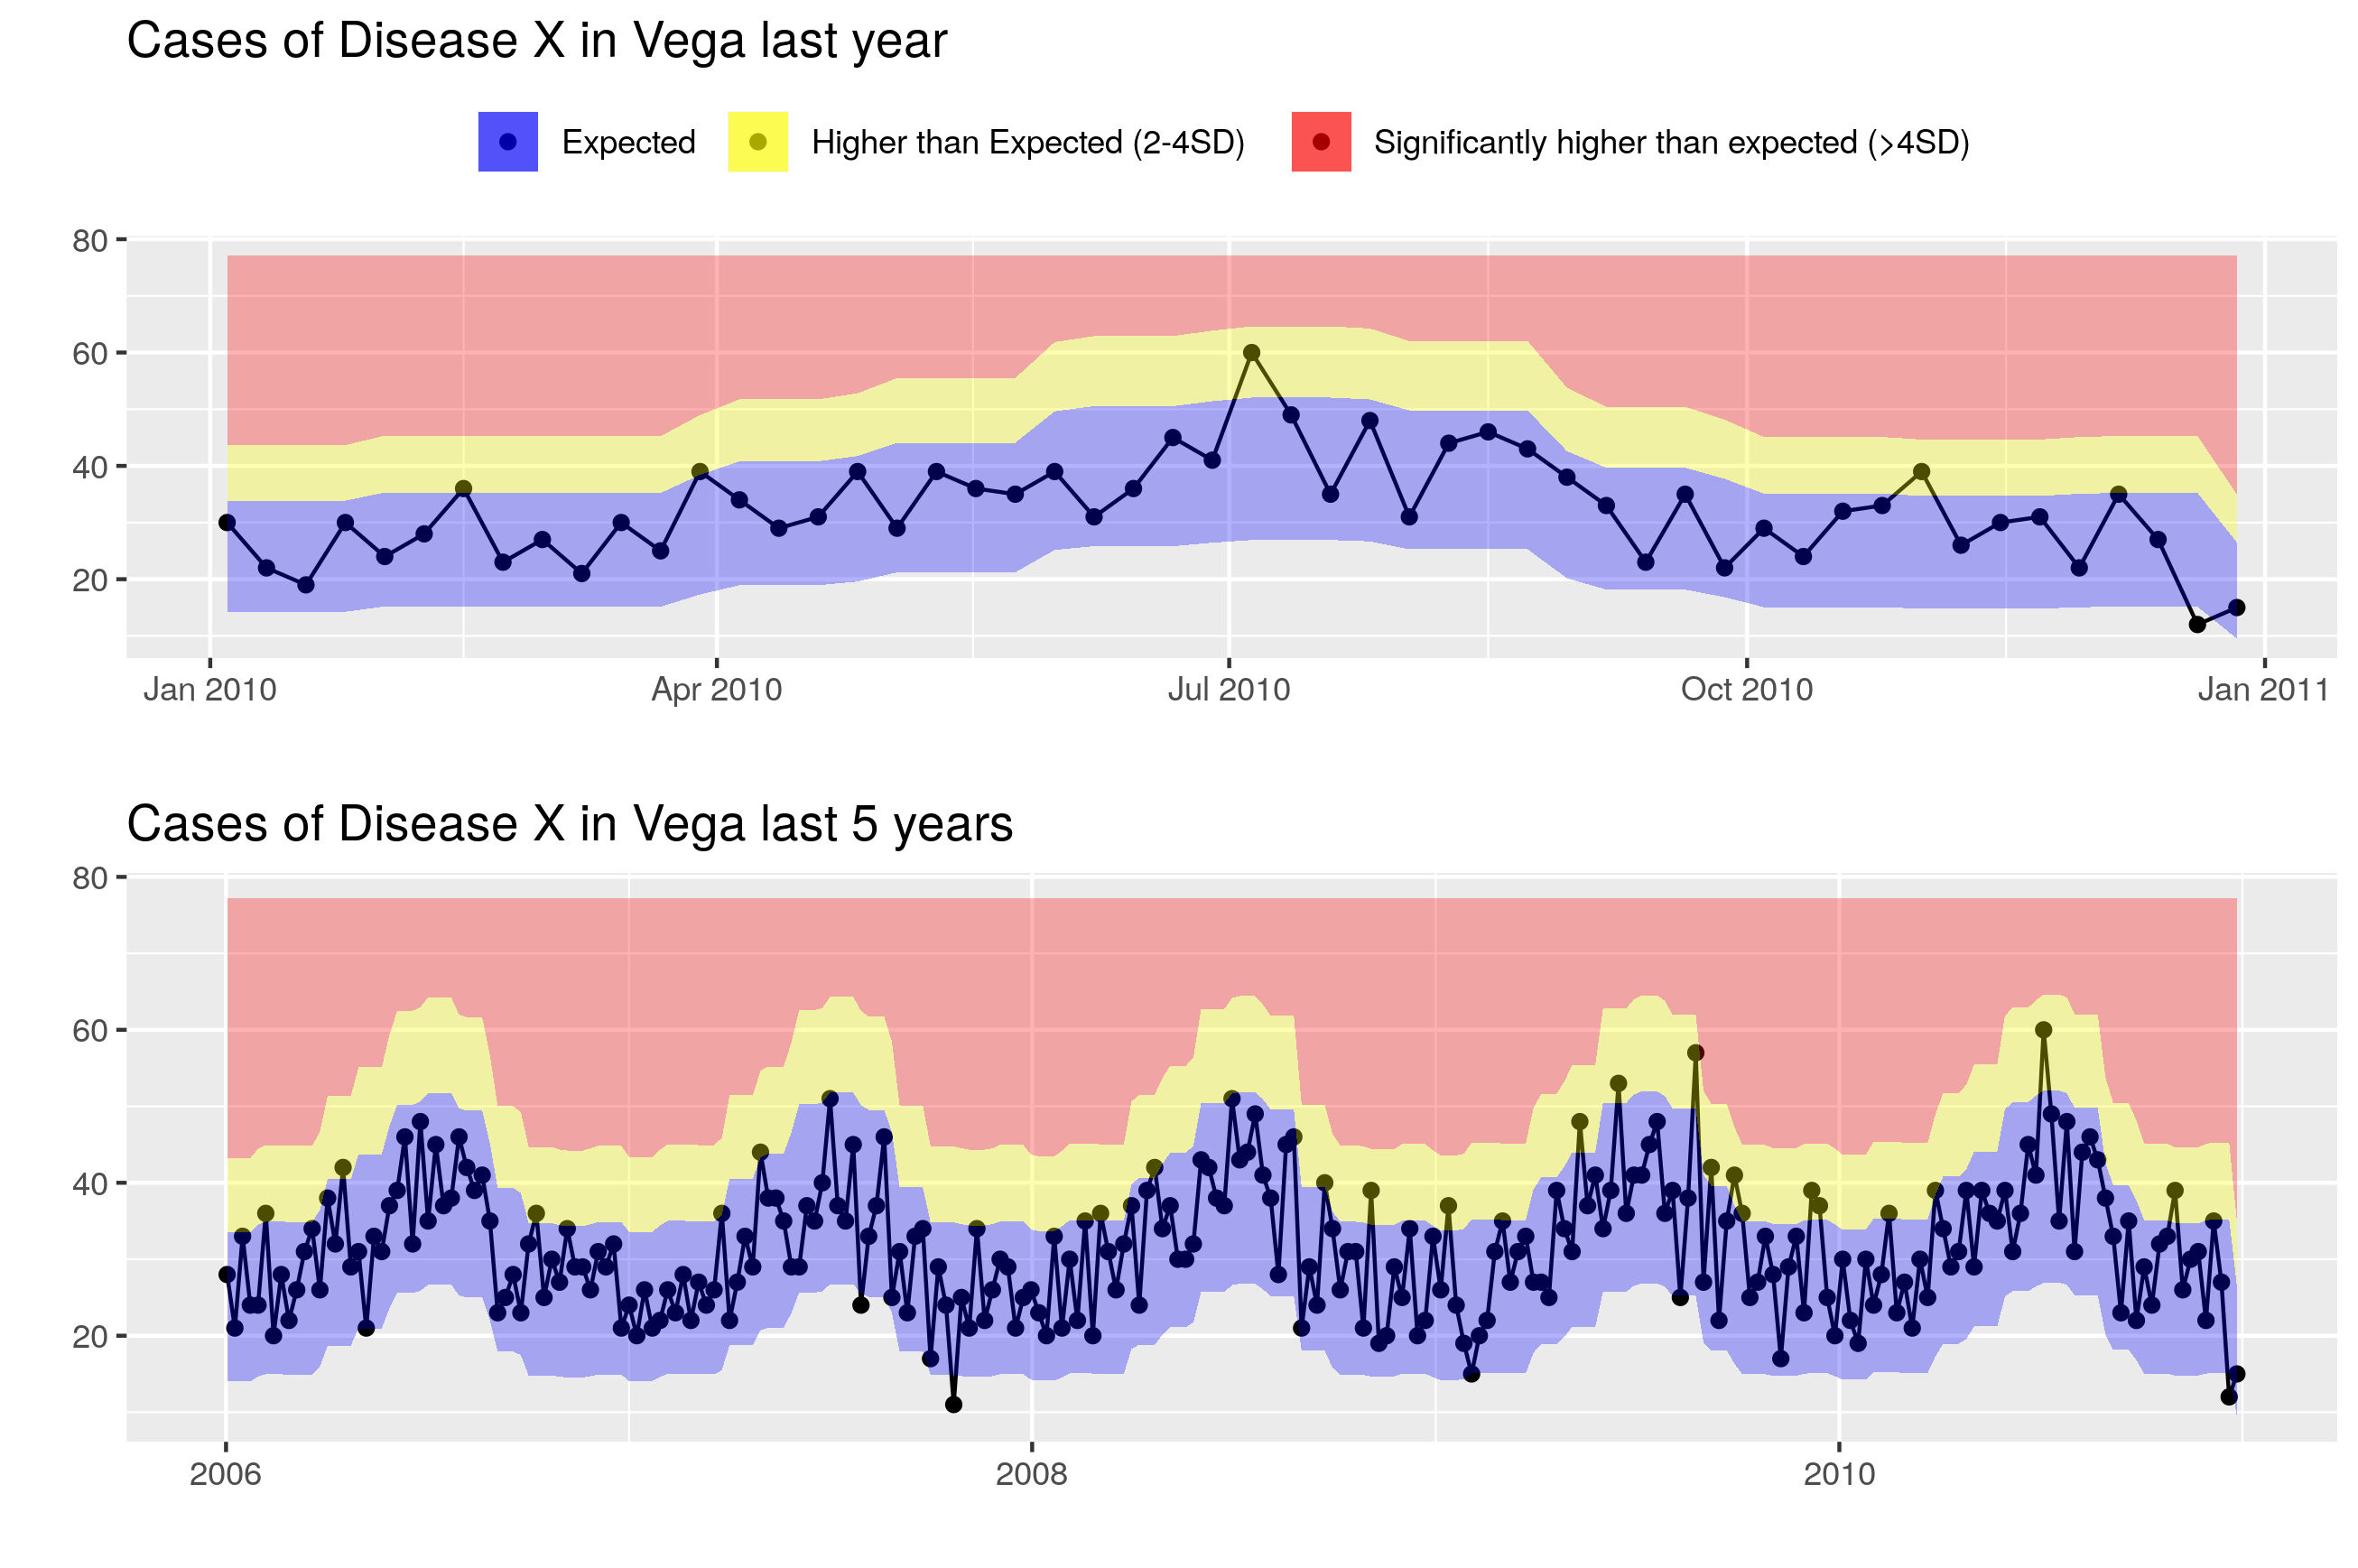 Cases of Disease X in Vega last year
Expected Higher than Expected (2-4SD) Significantly higher than expected (>4SD)
80
60
40
20
Jan 2010 Apr 2010 Jul 2010 Oct 2010 Jan 2011
Cases of Disease X in Vega last 5 years
80
60
40
20
2006 2008 2010